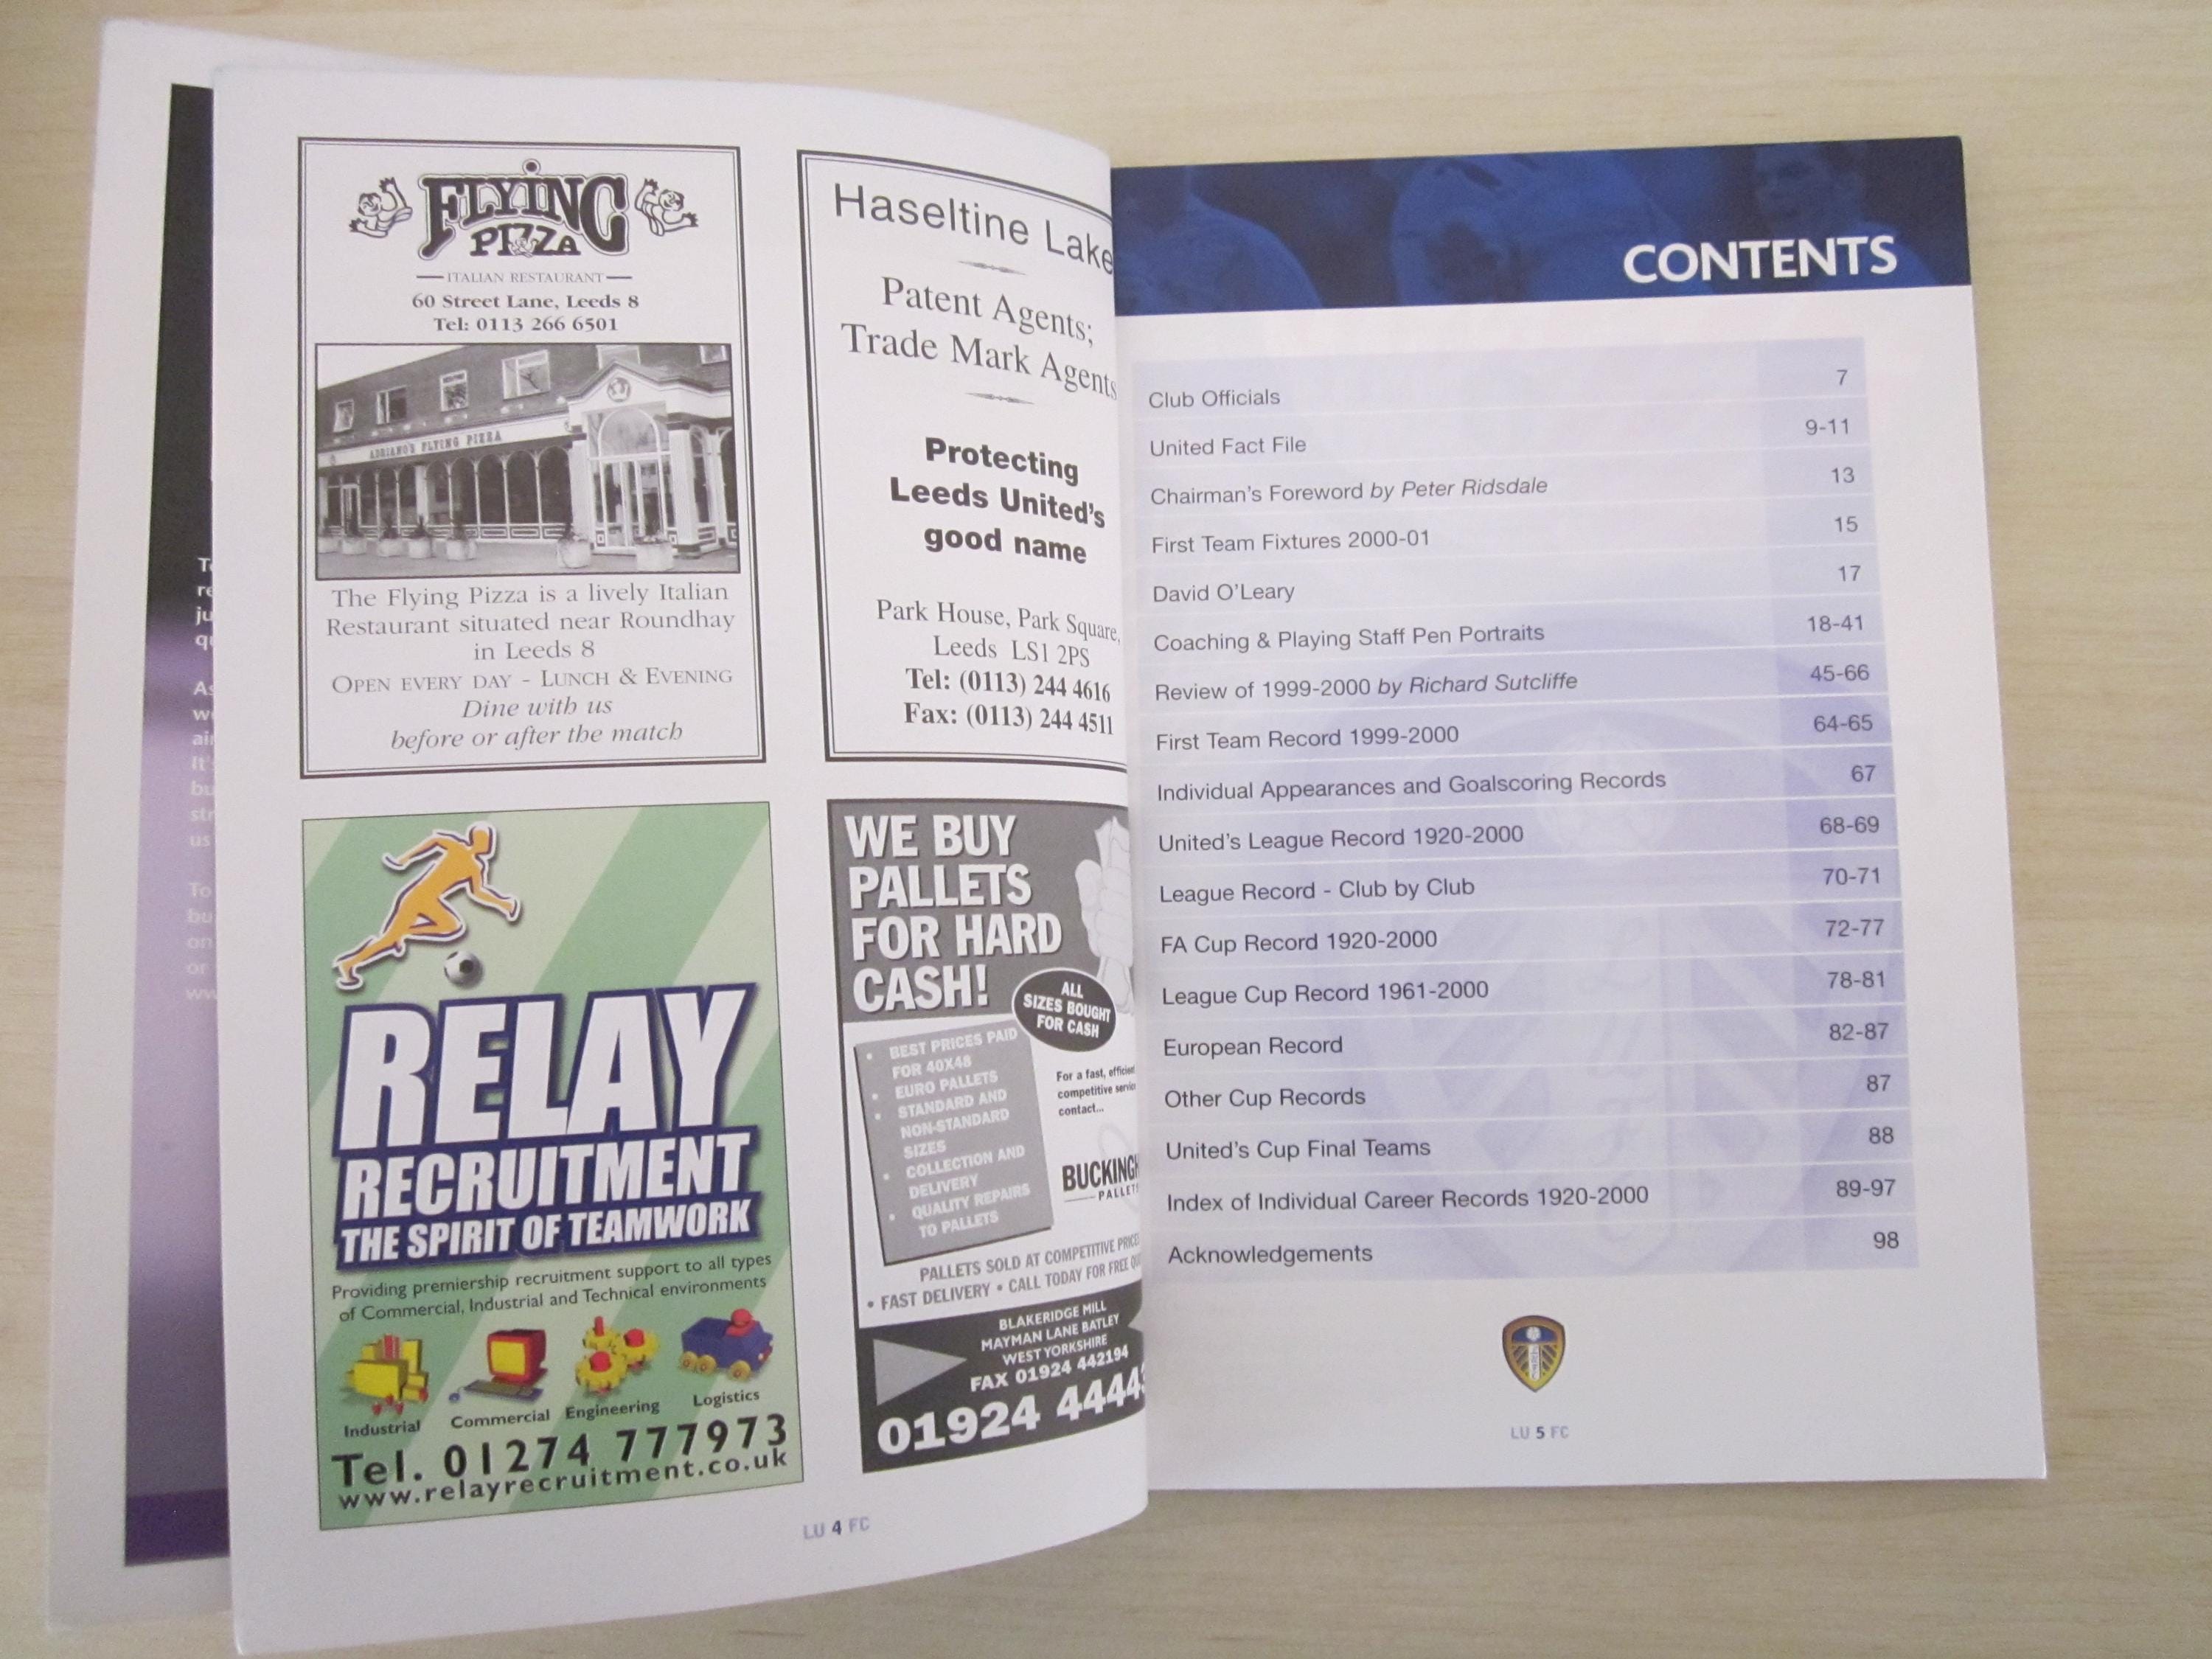 FLYING
PIZZA
ITALIAN RESTAURANT
60 Street Lane, Leeds 8
Tel: 0113 266 6501
ADRIANO'S FLYING PIZZA
The Flying Pizza is a lively Italian
Restaurant situated near Roundhay
in Leeds 8
OPEN EVERY DAY - LUNCH & EVENING
Dine with us
before or after the match
Haseltine Lake
Patent Agents;
Trade Mark Agents
Protecting
Leeds United's
good name
Park House, Park Square,
Leeds LS1 2PS
Tel: (0113) 244 4616
Fax: (0113) 244 4511
RELAY
RECRUITMENT
THE SPIRIT OF TEAMWORK
Providing premiership recruitment support to all types
of Commercial, Industrial and Technical environments
Industrial Commercial Engineering Logistics
Tel. 01274 777973
www.relayrecruitment.co.uk
WE BUY
PALLETS
FOR HARD
CASH!
ALL
SIZES BOUGHT
FOR CASH
• BEST PRICES PAID
FOR 40X48
• EURO PALLETS
• STANDARD AND
NON-STANDARD
SIZES
• COLLECTION AND
DELIVERY
• QUALITY REPAIRS
TO PALLETS
For a fast,
competitive
contact...
PALLETS SOLD AT COMPETITIVE
• FAST DELIVERY • CALL TODAY FOR FREE
BLAKERIDGE MILL
MAYMAN LANE BATLEY
WEST YORKSHIRE
FAX 01924 442194
01924
LU 4 FC
CONTENTS
Club Officials 7
United Fact File 9-11
Chairman's Foreword by Peter Ridsdale 13
First Team Fixtures 2000-01 15
David O'Leary 17
Coaching & Playing Staff Pen Portraits 18-41
Review of 1999-2000 by Richard Sutcliffe 45-66
First Team Record 1999-2000 64-65
Individual Appearances and Goalscoring Records 67
United's League Record 1920-2000 68-69
League Record - Club by Club 70-71
FA Cup Record 1920-2000 72-77
League Cup Record 1961-2000 78-81
European Record 82-87
Other Cup Records 87
United's Cup Final Teams 88
Index of Individual Career Records 1920-2000 89-97
Acknowledgements 98
LU 5 FC